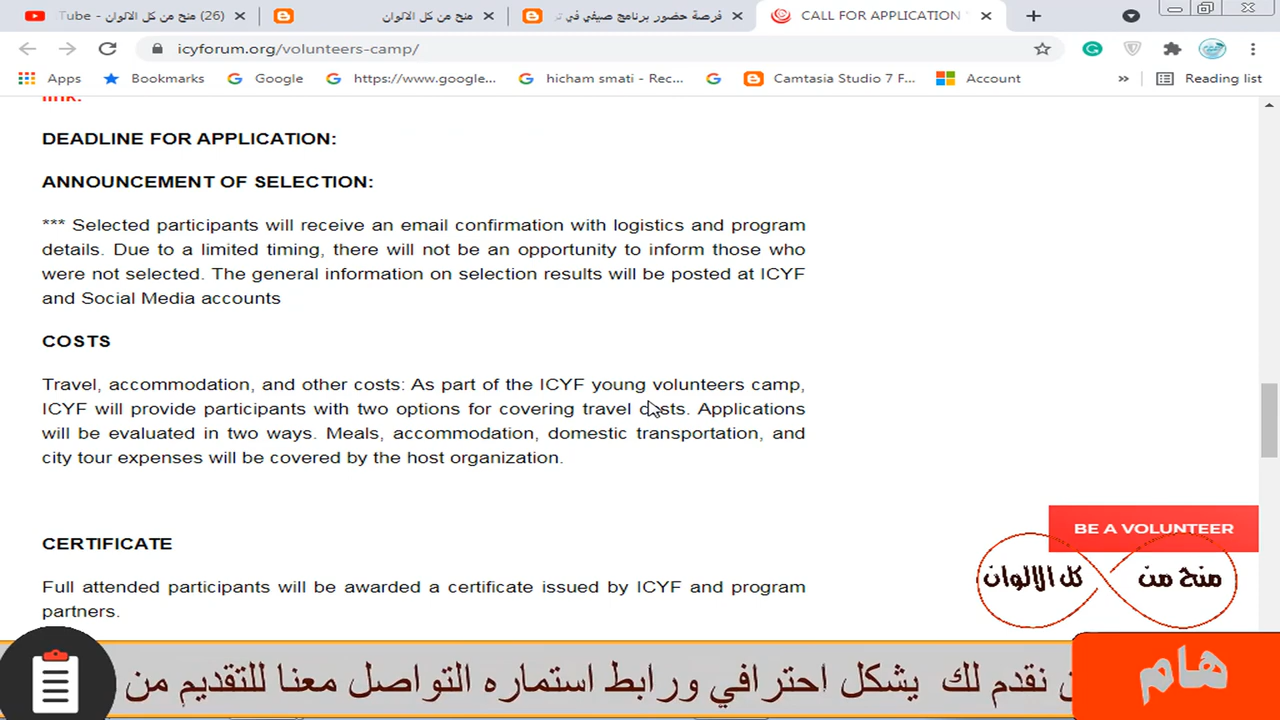 (26) منح من كل الالوان - Tube
منح من كل الالوان
فرصة حضور برنامج صيفي في تر
CALL FOR APPLICATION
icyforum.org/volunteers-camp/
Apps Bookmarks Google https://www.google... hicham smati - Rec... Camtasia Studio 7 F... Account » Reading list
link.
DEADLINE FOR APPLICATION:
ANNOUNCEMENT OF SELECTION:
*** Selected participants will receive an email confirmation with logistics and program
details. Due to a limited timing, there will not be an opportunity to inform those who
were not selected. The general information on selection results will be posted at ICYF
and Social Media accounts
COSTS
Travel, accommodation, and other costs: As part of the ICYF young volunteers camp,
ICYF will provide participants with two options for covering travel costs. Applications
will be evaluated in two ways. Meals, accommodation, domestic transportation, and
city tour expenses will be covered by the host organization.
BE A VOLUNTEER
CERTIFICATE
منح من كل الالوان
Full attended participants will be awarded a certificate issued by ICYF and program
partners.
هام
نقدم لك يشكل احترافي ورابط استماره التواصل معنا للتقديم من